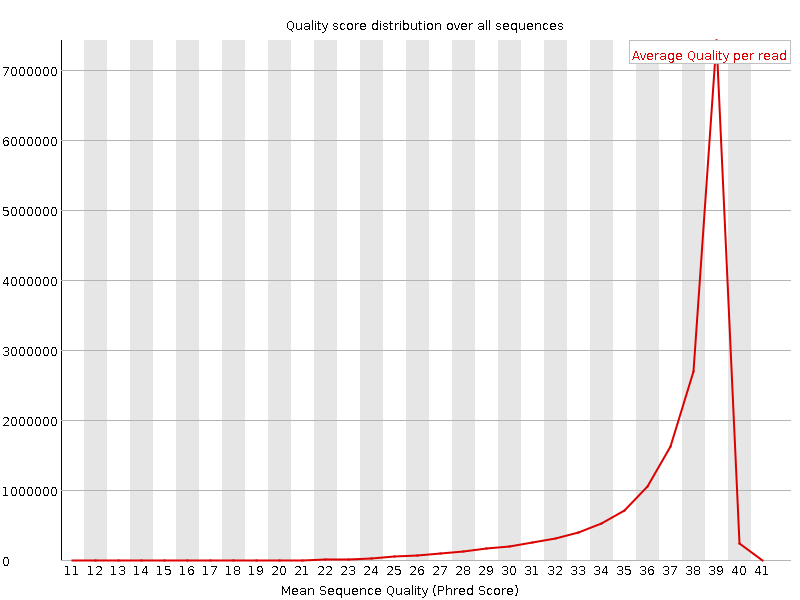 Quality score distribution over all sequences
Average Quality per read
7000000
6000000
5000000
4000000
3000000
2000000
1000000
0
11 12 13 14 15 16 17 18 19 20 21 22 23 24 25 26 27 28 29 30 31 32 33 34 35 36 37 38 39 40 41
Mean Sequence Quality (Phred Score)